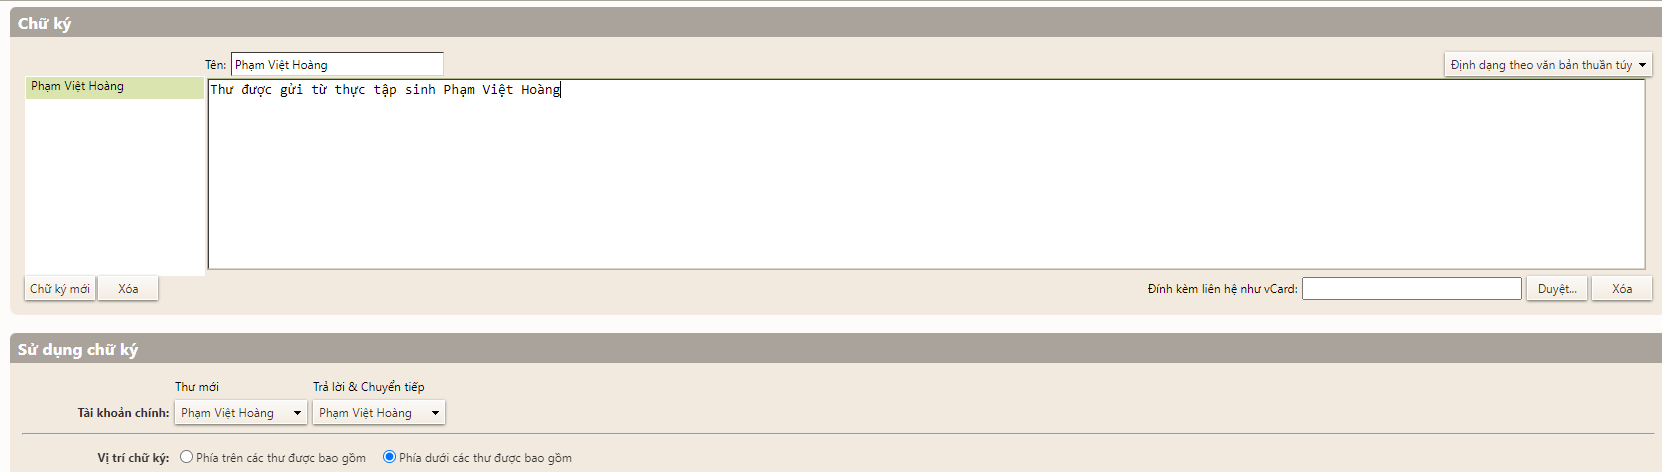 Chữ ký
Tên: Phạm Việt Hoàng
Định dạng theo văn bản thuần túy
Phạm Việt Hoàng
Thư được gửi từ thực tập sinh Phạm Việt Hoàng
Chữ ký mới Xóa
Đính kèm liên hệ như vCard: Duyệt... Xóa
Sử dụng chữ ký
Thư mới Trả lời & Chuyển tiếp
Tài khoản chính: Phạm Việt Hoàng Phạm Việt Hoàng
Vị trí chữ ký: Phía trên các thư được bao gồm Phía dưới các thư được bao gồm